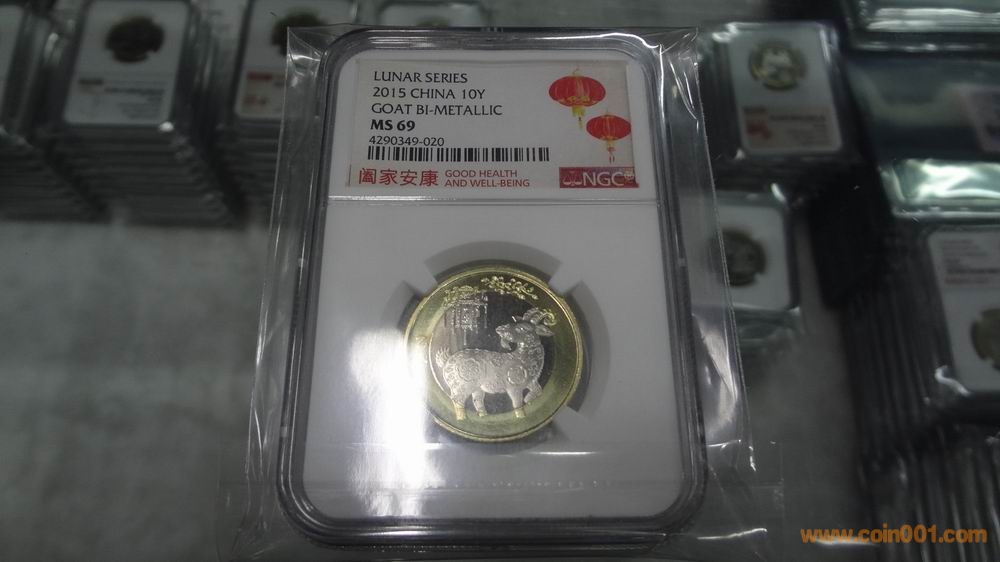 LUNAR SERIES
2015 CHINA 10Y
GOAT BI-METALLIC
MS 69
4290349-020
阖家安康 GOOD HEALTH
AND WELL-BEING
NGC
www.coin001.com